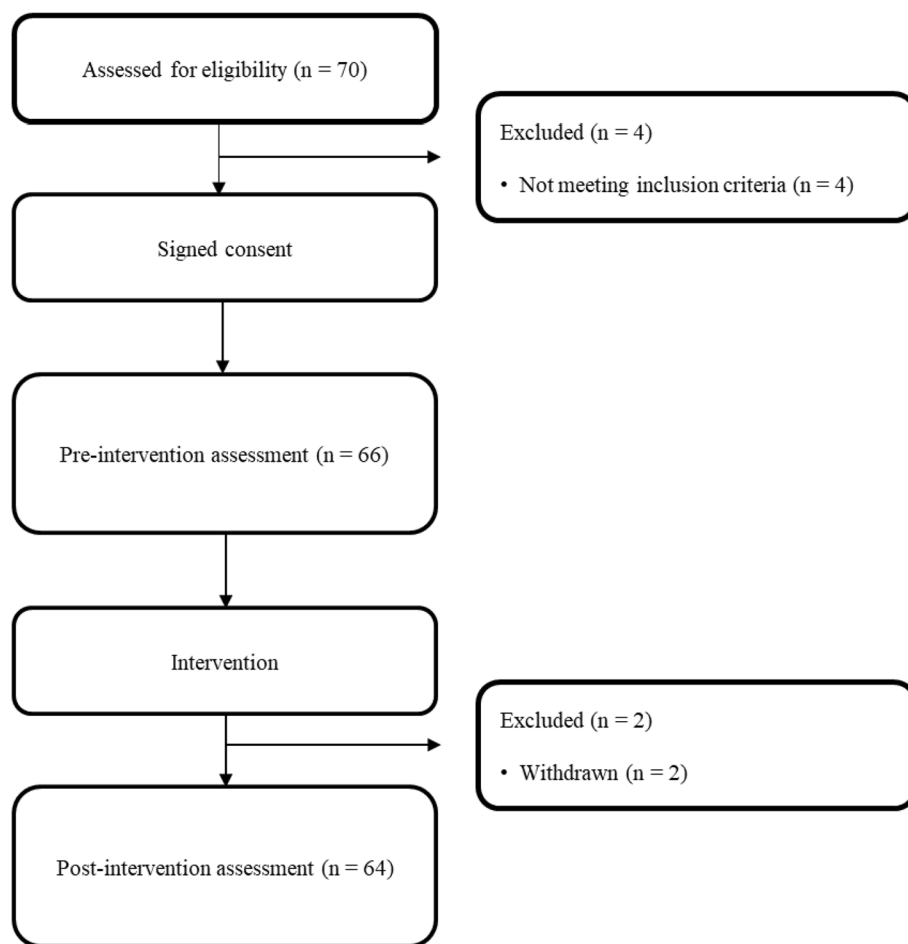 Assessed for eligibility (n = 70)
Excluded (n = 4)
• Not meeting inclusion criteria (n = 4)
Signed consent
Pre-intervention assessment (n = 66)
Intervention
Excluded (n = 2)
• Withdrawn (n = 2)
Post-intervention assessment (n = 64)